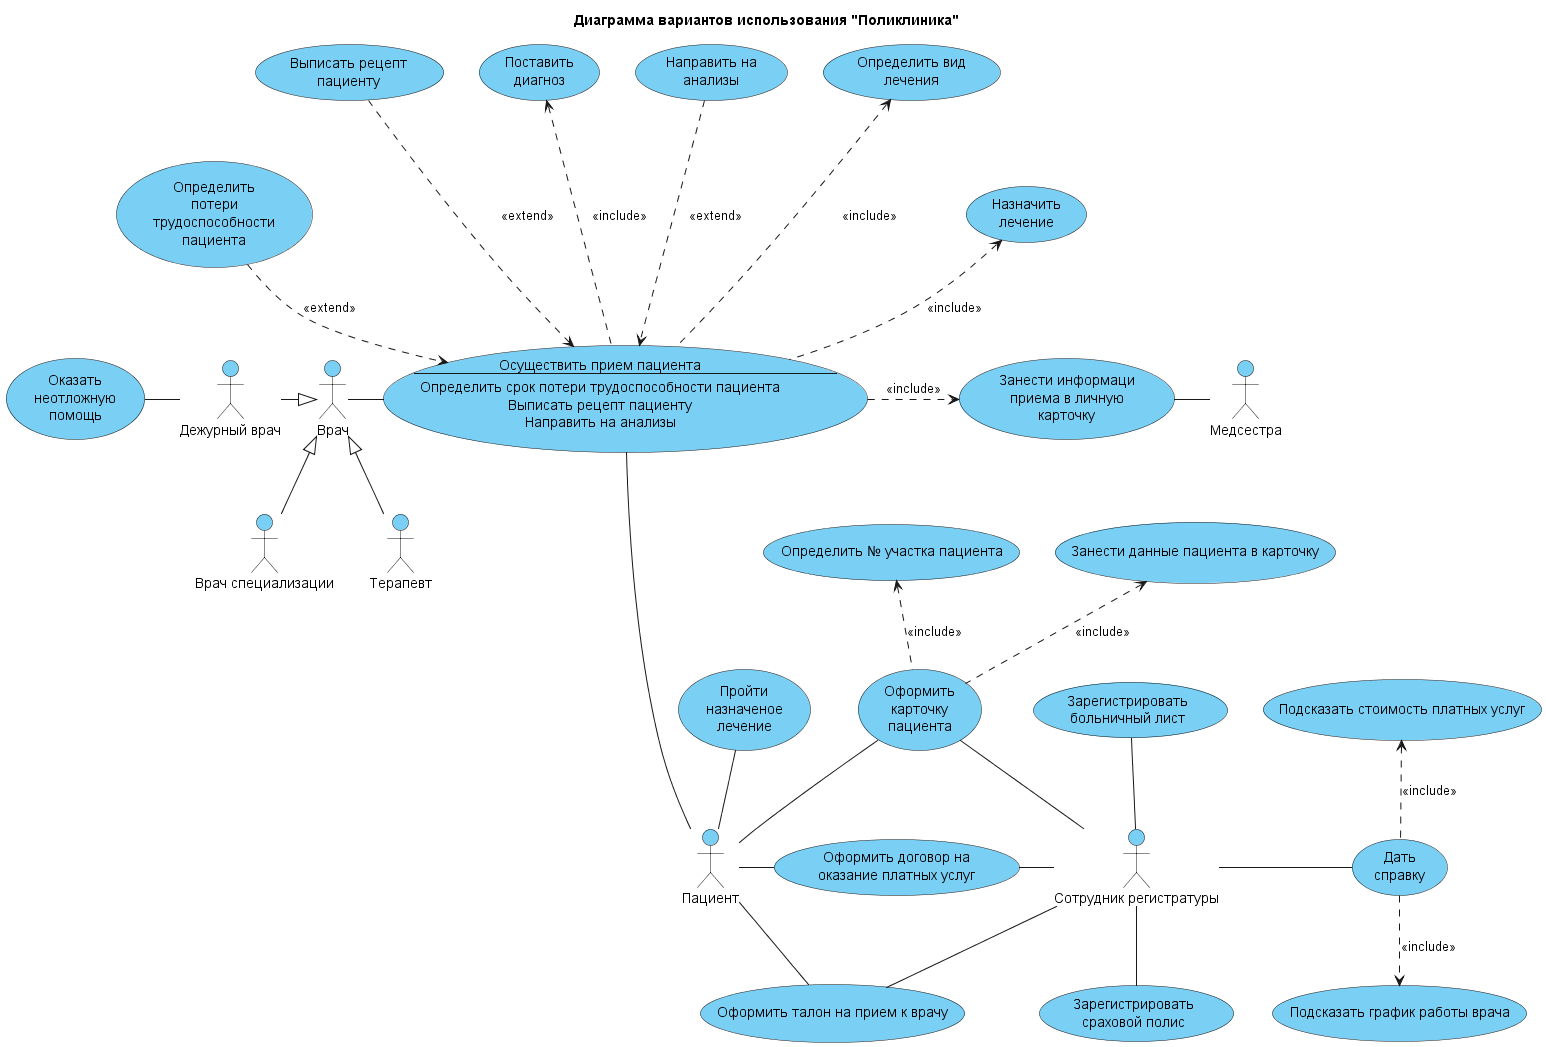 Диаграмма вариантов использования "Поликлиника"
Выписать рецепт
пациенту
Поставить
диагноз
Направить на
анализы
Определить вид
лечения
Определить
потери
трудоспособности
пациента
Назначить
лечение
«extend»
«include»
«extend»
«include»
«extend»
«include»
Оказать
неотложную
помощь
Дежурный врач
Врач
Осуществить прием пациента
Определить срок потери трудоспособности пациента
Выписать рецепт пациенту
Направить на анализы
«include»
Занести информаци
приема в личную
карточку
Медсестра
Врач специализации
Терапевт
Определить № участка пациента
Занести данные пациента в карточку
«include»
«include»
Пройти
назначеное
лечение
Оформить
карточку
пациента
Зарегистрировать
больничный лист
Подсказать стоимость платных услуг
«include»
Пациент
Оформить договор на
оказание платных услуг
Сотрудник регистратуры
Дать
справку
«include»
Оформить талон на прием к врачу
Зарегистрировать
сраховой полис
Подсказать график работы врача